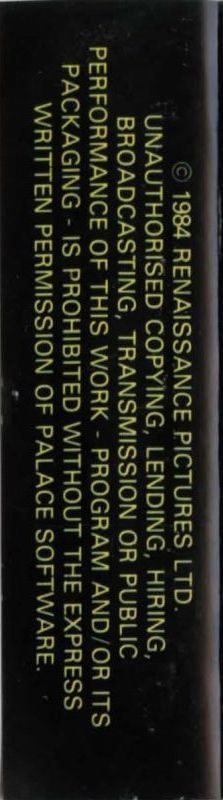 © 1984 RENAISSANCE PICTURES LTD.
UNAUTHORISED COPYING, LENDING, HIRING,
BROADCASTING, TRANSMISSION OR PUBLIC
PERFORMANCE OF THIS WORK - PROGRAM AND/OR ITS
PACKAGING - IS PROHIBITED WITHOUT THE EXPRESS
WRITTEN PERMISSION OF PALACE SOFTWARE.